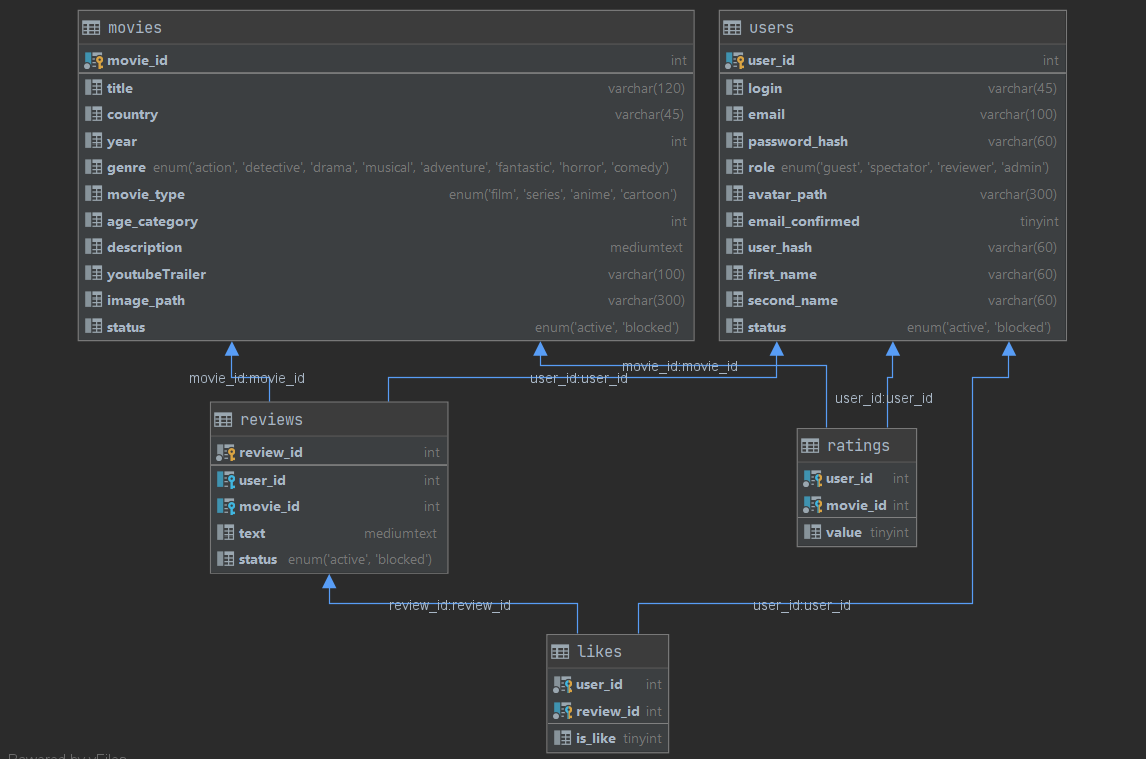 movies
movie_id int
title varchar(120)
country varchar(45)
year int
genre enum('action', 'detective', 'drama', 'musical', 'adventure', 'fantastic', 'horror', 'comedy')
movie_type enum('film', 'series', 'anime', 'cartoon')
age_category int
description mediumtext
youtubeTrailer varchar(100)
image_path varchar(300)
status enum('active', 'blocked')
users
user_id int
login varchar(45)
email varchar(100)
password_hash varchar(60)
role enum('guest', 'spectator', 'reviewer', 'admin')
avatar_path varchar(300)
email_confirmed tinyint
user_hash varchar(60)
first_name varchar(60)
second_name varchar(60)
status enum('active', 'blocked')
movie_id:movie_id
user_id:user_id
movie_id:movie_id
user_id:user_id
reviews
review_id int
user_id int
movie_id int
text mediumtext
status enum('active', 'blocked')
ratings
user_id int
movie_id int
value tinyint
review_id:review_id
user_id:user_id
likes
user_id int
review_id int
is_like tinyint
Powered by yFiles